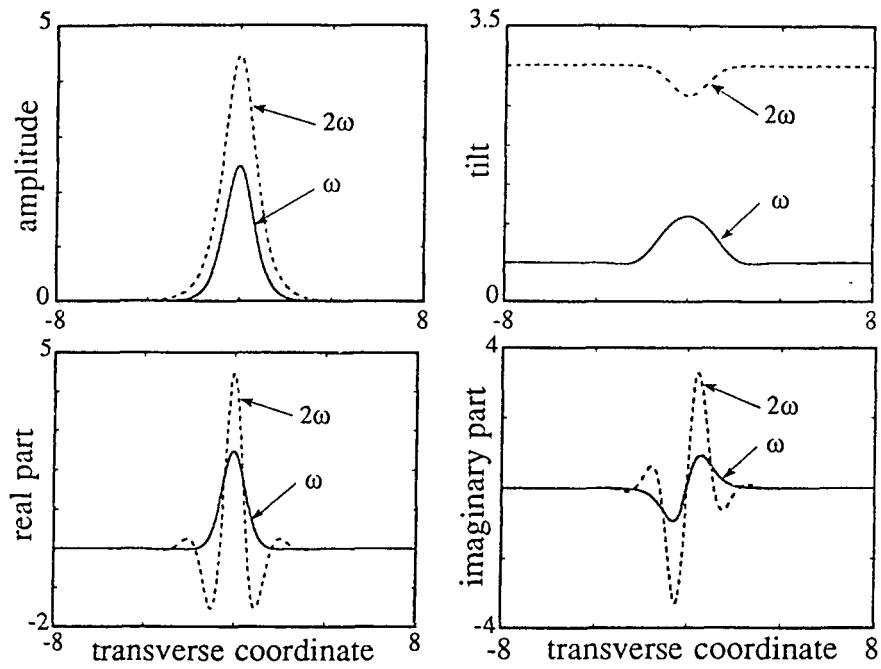 5
amplitude
2ω
ω
0
-8
8
3.5
tilt
2ω
ω
0
-8
8
5
real part
2ω
ω
-2
-8
8
transverse coordinate
4
imaginary part
2ω
ω
-4
-8
8
transverse coordinate